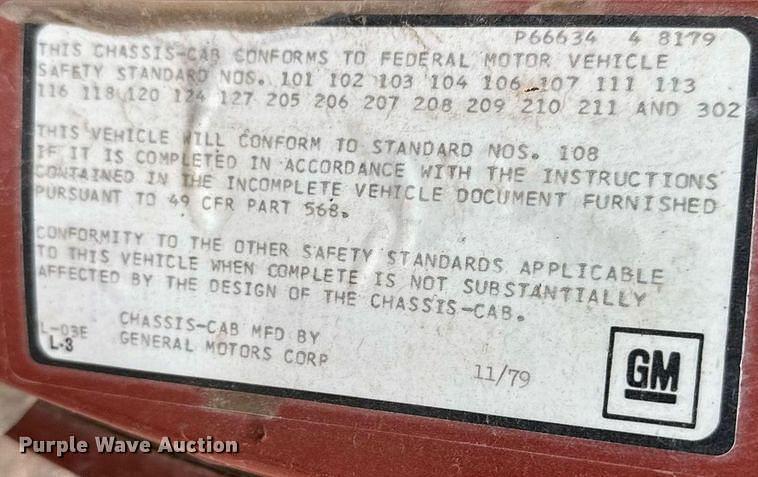 P66634 4 8179
THIS CHASSIS-CAB CONFORMS TO FEDERAL MOTOR VEHICLE
SAFETY STANDARD NOS. 101 102 103 104 106 107 111 113
116 118 120 124 127 205 206 207 208 209 210 211 AND 302
THIS VEHICLE WILL CONFORM TO STANDARD NOS. 108
IF IT IS COMPLETED IN ACCORDANCE WITH THE INSTRUCTIONS
CONTAINED IN THE INCOMPLETE VEHICLE DOCUMENT FURNISHED
PURSUANT TO 49 CFR PART 568.
CONFORMITY TO THE OTHER SAFETY STANDARDS APPLICABLE
TO THIS VEHICLE WHEN COMPLETE IS NOT SUBSTANTIALLY
AFFECTED BY THE DESIGN OF THE CHASSIS-CAB.
L-03E
L-3
CHASSIS-CAB MFD BY
GENERAL MOTORS CORP
11/79
GM
Purple Wave Auction